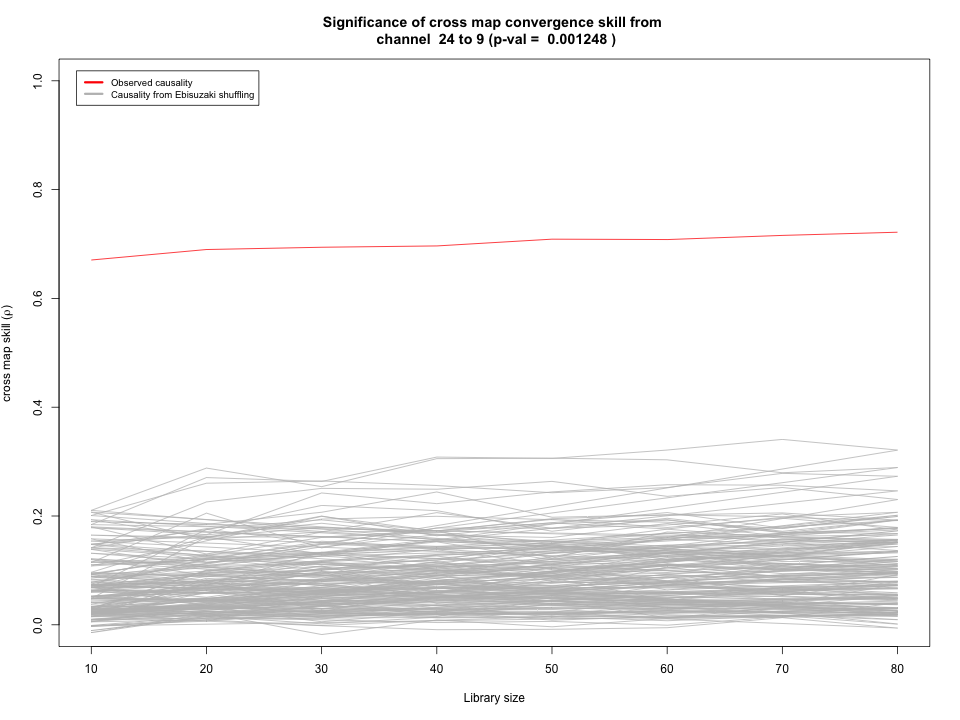 Significance of cross map convergence skill from
channel  24 to 9 (p-val =  0.001248 )
Observed causality
Causality from Ebisuzaki shuffling
cross map skill (ρ)
1.0
0.8
0.6
0.4
0.2
0.0
10 20 30 40 50 60 70 80
Library size